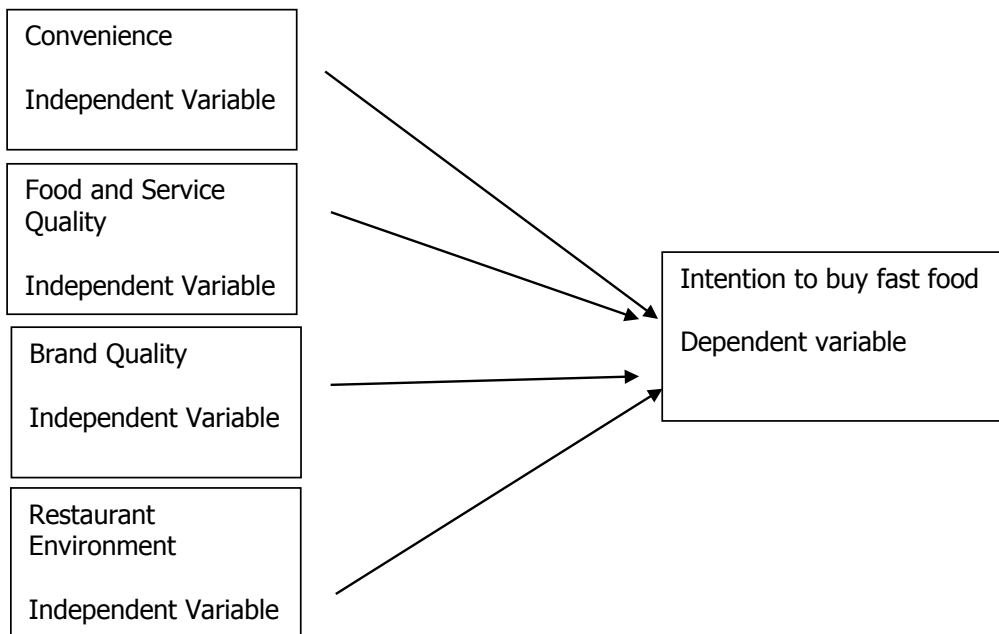 Convenience
Independent Variable
Food and Service
Quality
Independent Variable
Brand Quality
Independent Variable
Restaurant
Environment
Independent Variable
Intention to buy fast food
Dependent variable